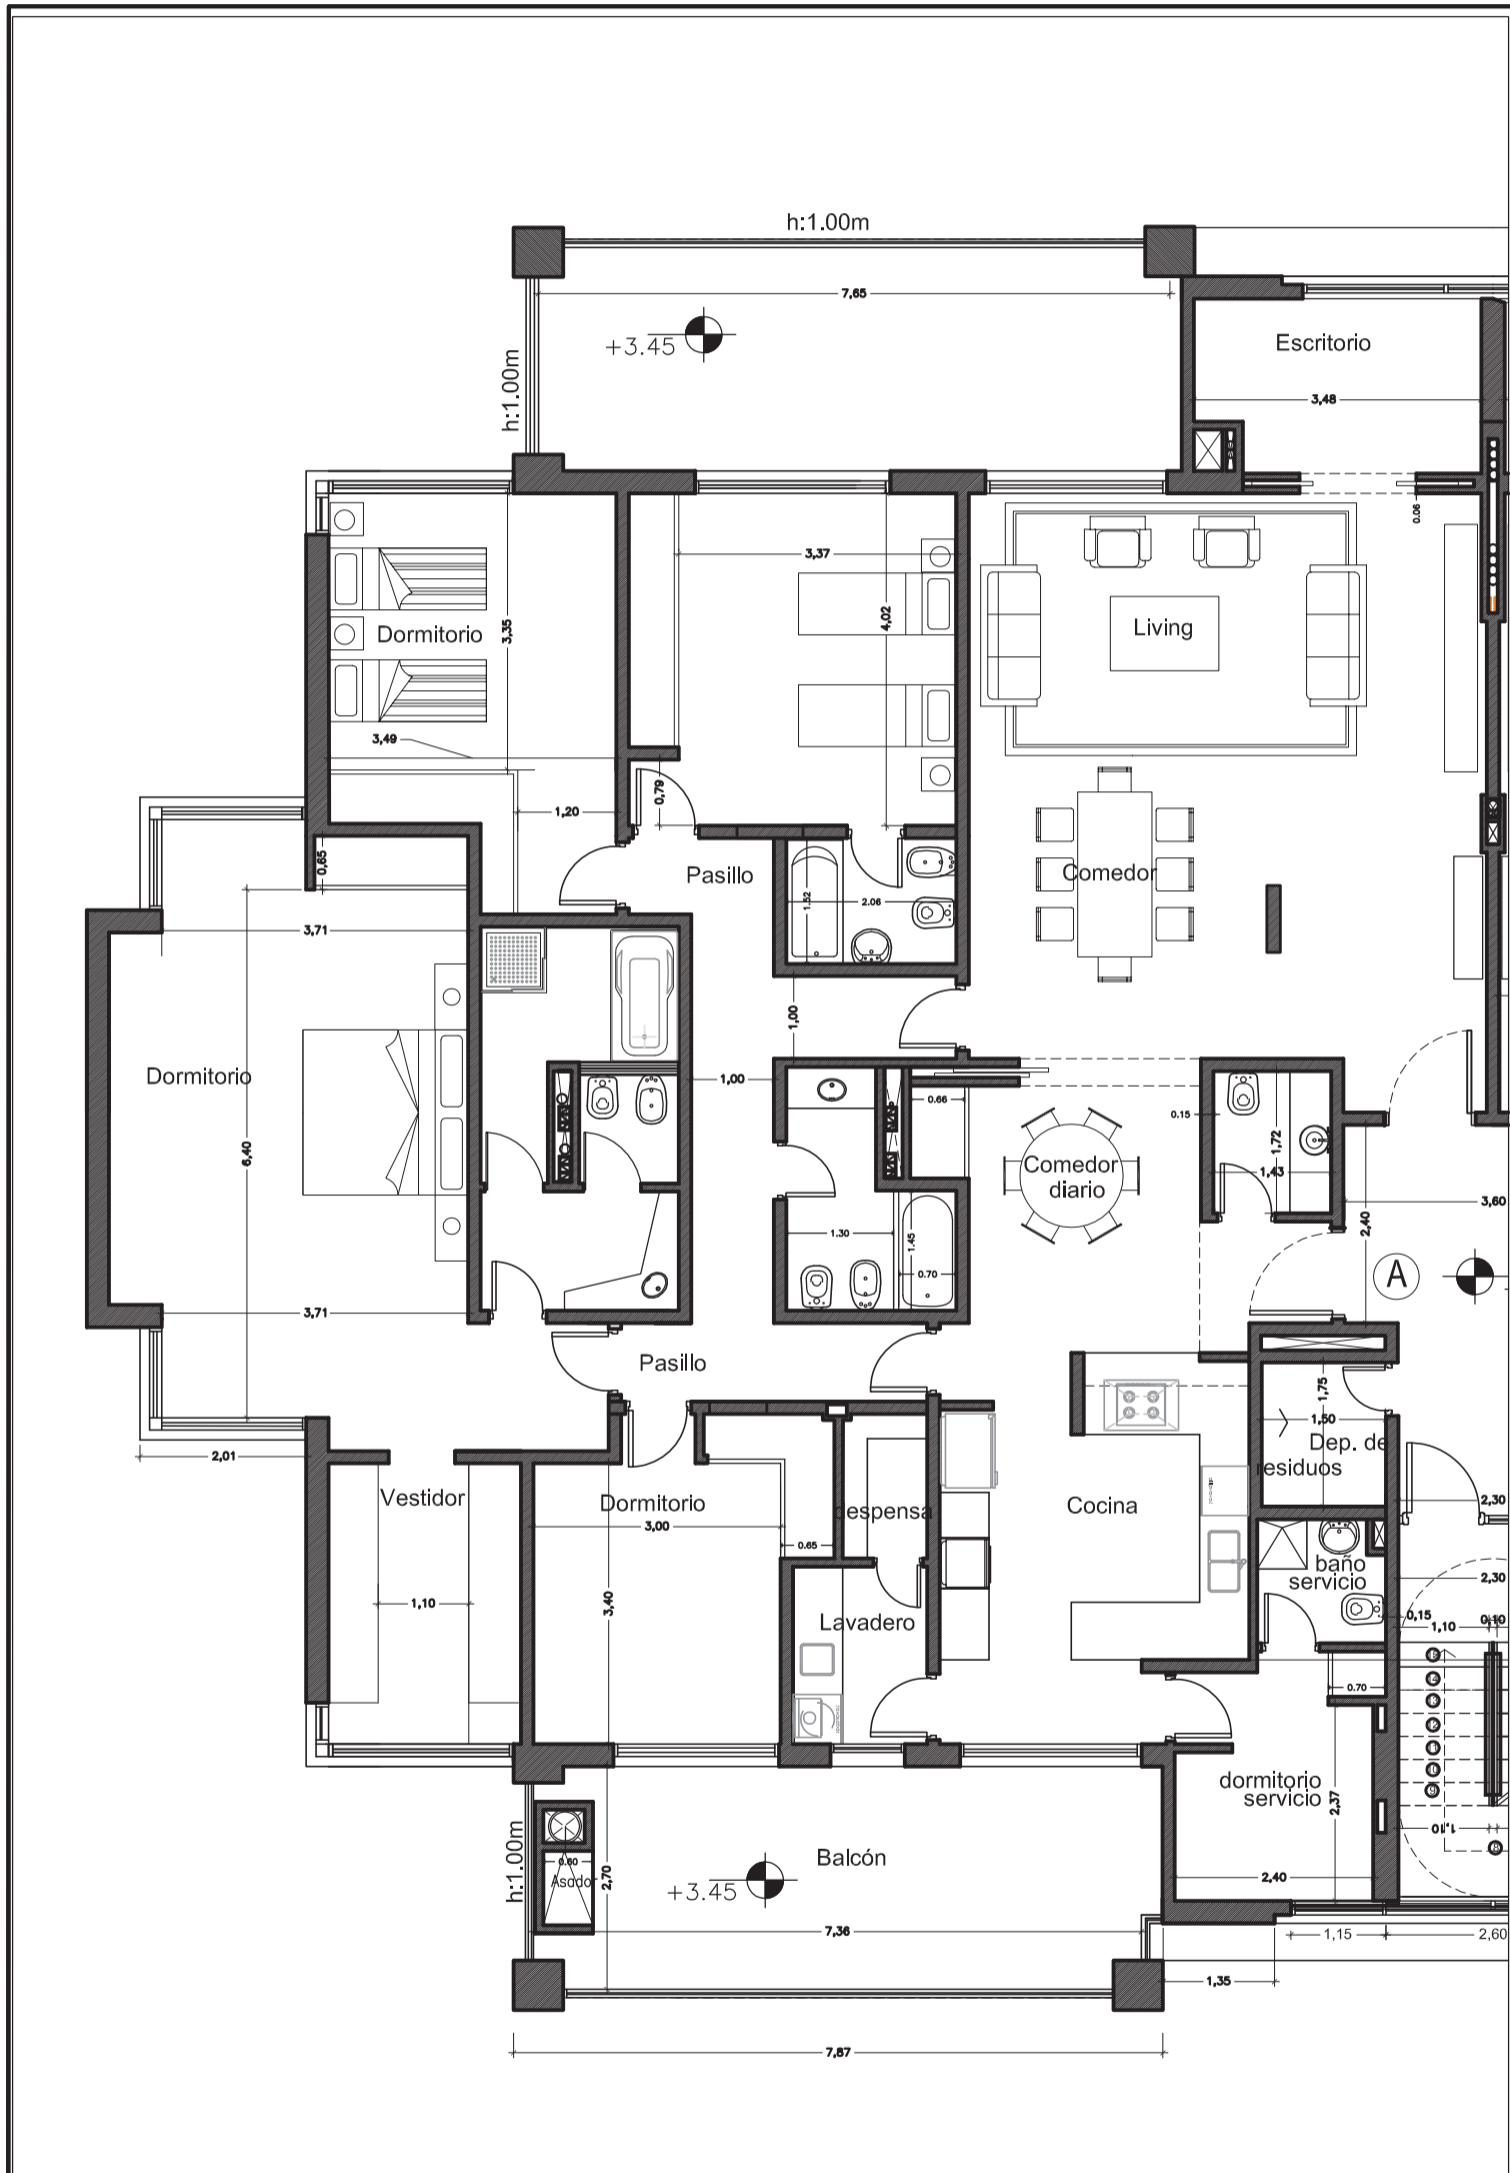 h:1.00m
7,65
+3.45
h:1.00m
Escritorio
3,48
0.06
3,37
4,02
Dormitorio
3,35
Living
3,49
0,79
1,20
0,65
Pasillo
1.52
2.06
Comedor
3,71
1,00
Dormitorio
6,40
1,00
0.66
0.15
1,72
1,43
Comedor
diario
3,60
2,40
1.30
1.45
0.70
A
3,71
Pasillo
1,75
1,50
Dep. de
residuos
2,01
Vestidor
Dormitorio
3,00
despensa
0.65
Cocina
2,30
baño
servicio
2,30
1,10
3,40
Lavadero
0,15
1,10
0,10
0.70
dormitorio
servicio
2,37
1,10
h:1.00m
0.60
Asador
2,70
Balcón
+3.45
2,40
7,36
1,15
2,60
1,35
7,87